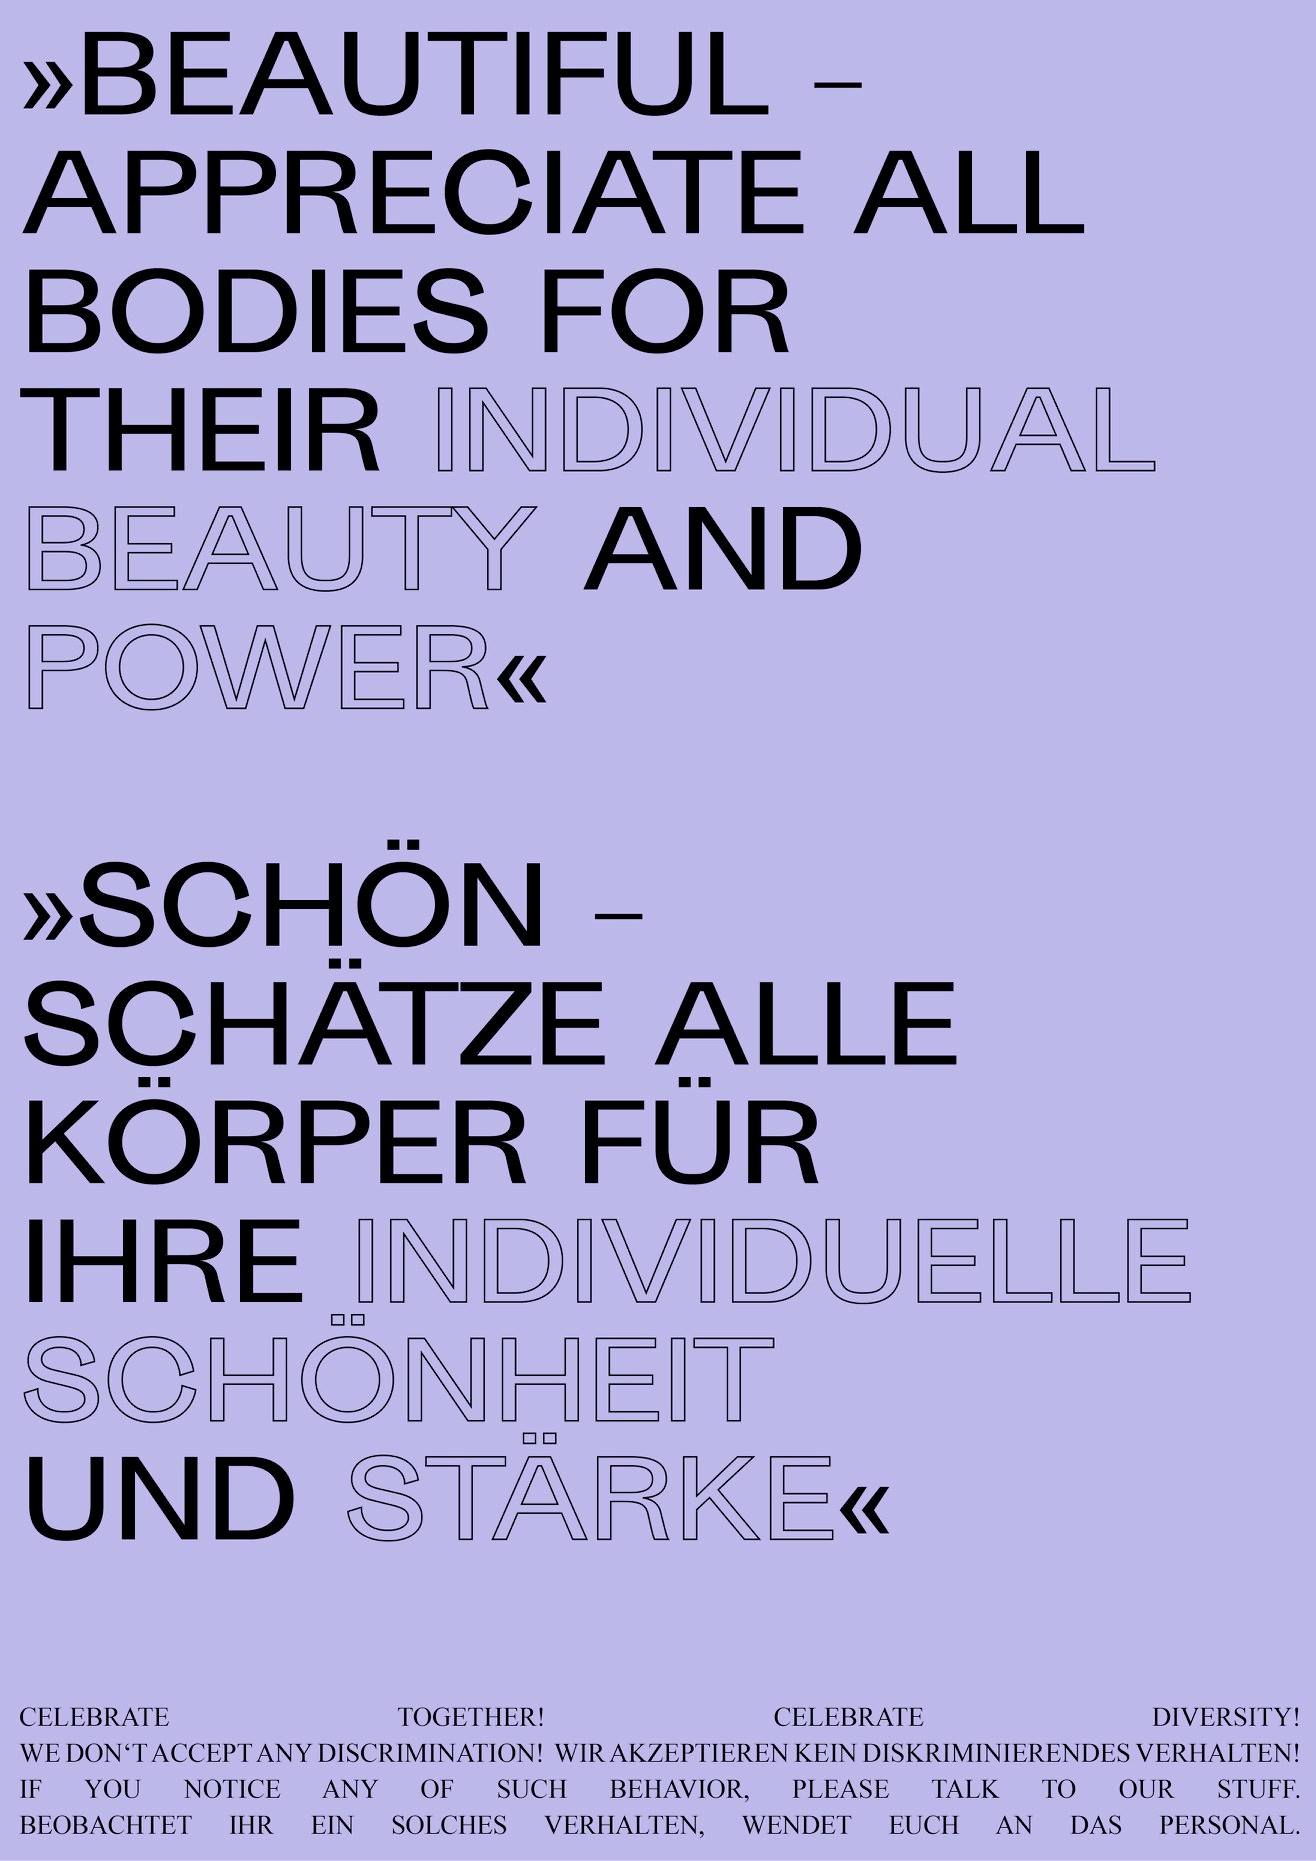 »BEAUTIFUL –
APPRECIATE ALL
BODIES FOR
THEIR INDIVIDUAL
BEAUTY AND
POWER«
»SCHÖN –
SCHÄTZE ALLE
KÖRPER FÜR
IHRE INDIVIDUELLE
SCHÖNHEIT
UND STÄRKE«
CELEBRATE TOGETHER! CELEBRATE DIVERSITY!
WE DON‘T ACCEPT ANY DISCRIMINATION! WIR AKZEPTIEREN KEIN DISKRIMINIERENDES VERHALTEN!
IF YOU NOTICE ANY OF SUCH BEHAVIOR, PLEASE TALK TO OUR STUFF.
BEOBACHTET IHR EIN SOLCHES VERHALTEN, WENDET EUCH AN DAS PERSONAL.